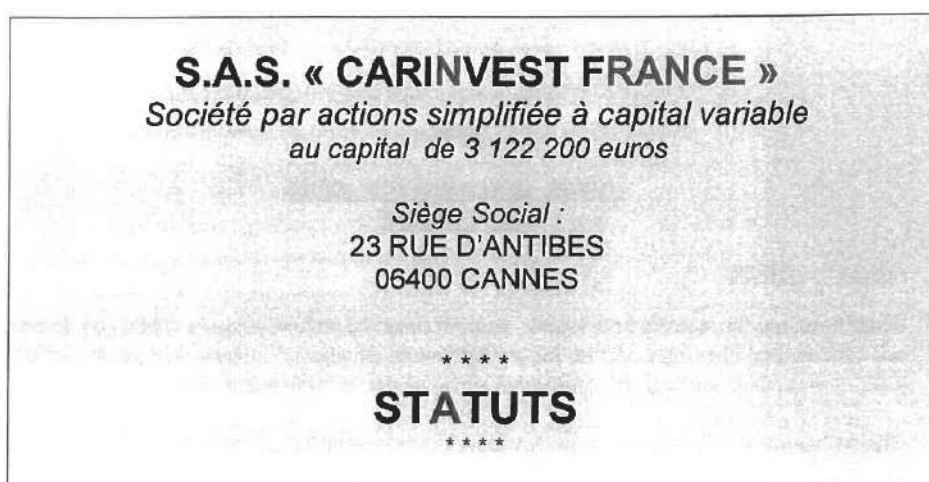 S.A.S. « CARINVEST FRANCE »
Société par actions simplifiée à capital variable
au capital de 3 122 200 euros
Siège Social :
23 RUE D'ANTIBES
06400 CANNES
* * * *
STATUTS
* * * *